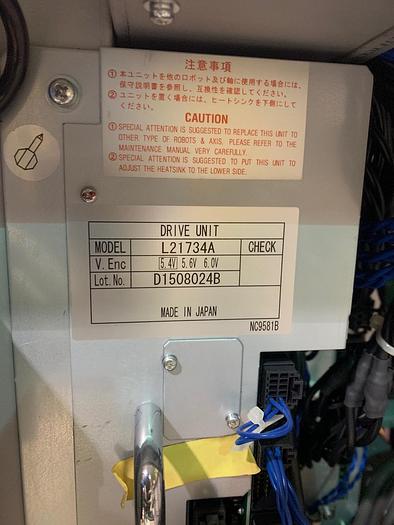 注意事項
① 本ユニットを他のロボット及び軸に使用する場合には、
保守説明書を参照し、互換性を確認してください。
② ユニットを置く場合には、ヒートシンクを下側にして
ください。
CAUTION
① SPECIAL ATTENTION IS SUGGESTED TO REPLACE THIS UNIT TO
OTHER TYPE OF ROBOTS & AXIS. PLEASE REFER TO THE
MAINTENANCE MANUAL VERY CAREFULLY.
② SPECIAL ATTENTION IS SUGGESTED TO PUT THIS UNIT TO
ADJUST THE HEATSINK TO THE LOWER SIDE.
DRIVE UNIT
MODEL L21734A CHECK
V. Enc 5.4V 5.6V 6.0V
Lot. No. D1508024B
MADE IN JAPAN
NC9581B